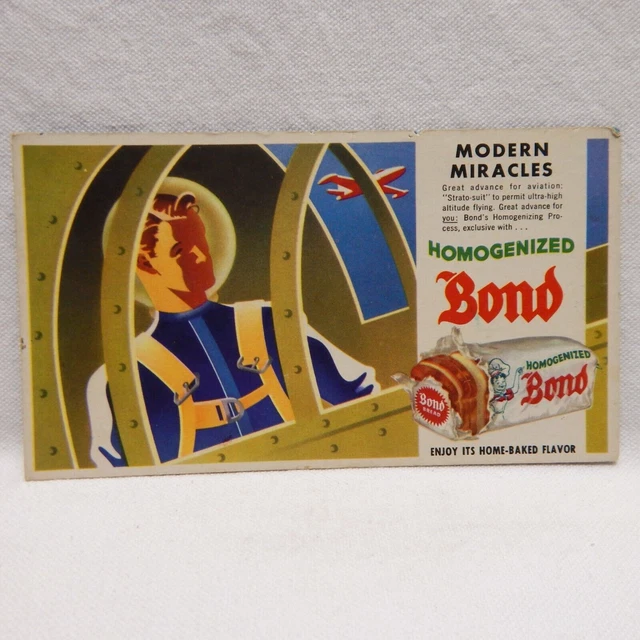 MODERN
MIRACLES
Great advance for aviation:
"Strato-suit" to permit ultra-high
altitude flying. Great advance for
you: Bond's Homogenizing Pro-
cess, exclusive with . . .
HOMOGENIZED
Bond
HOMOGENIZED
Bond
Bond
BREAD
ENJOY ITS HOME-BAKED FLAVOR